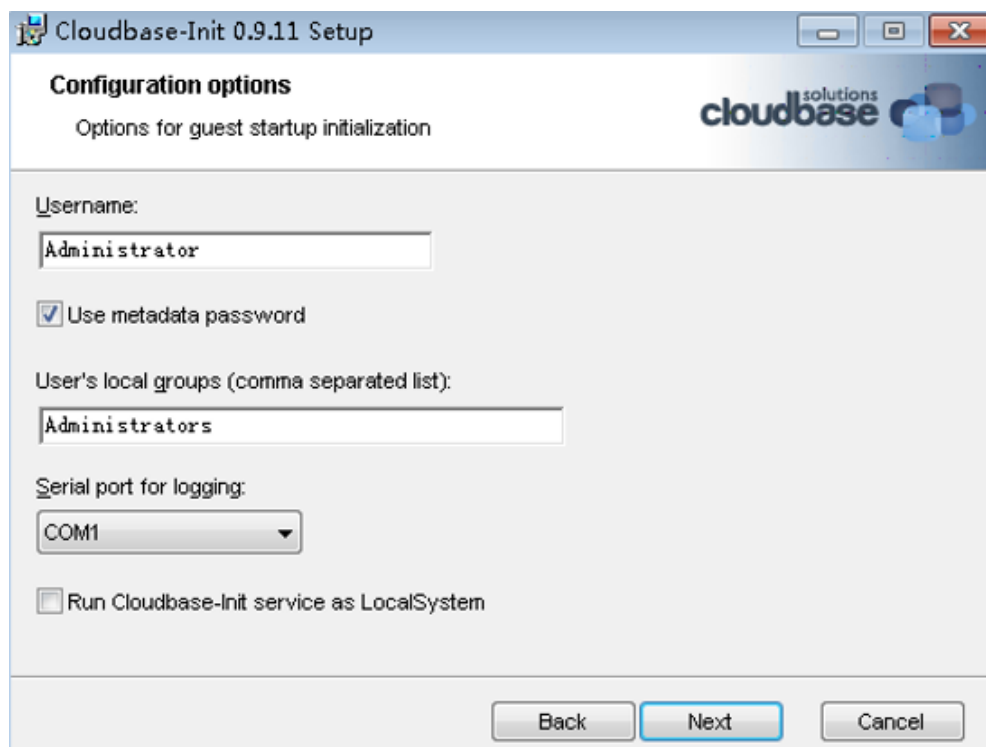 Cloudbase-Init 0.9.11 Setup
Configuration options
Options for guest startup initialization
cloudbase solutions
Username:
Administrator
Use metadata password
User's local groups (comma separated list):
Administrators
Serial port for logging:
COM1
Run Cloudbase-Init service as LocalSystem
Back Next Cancel